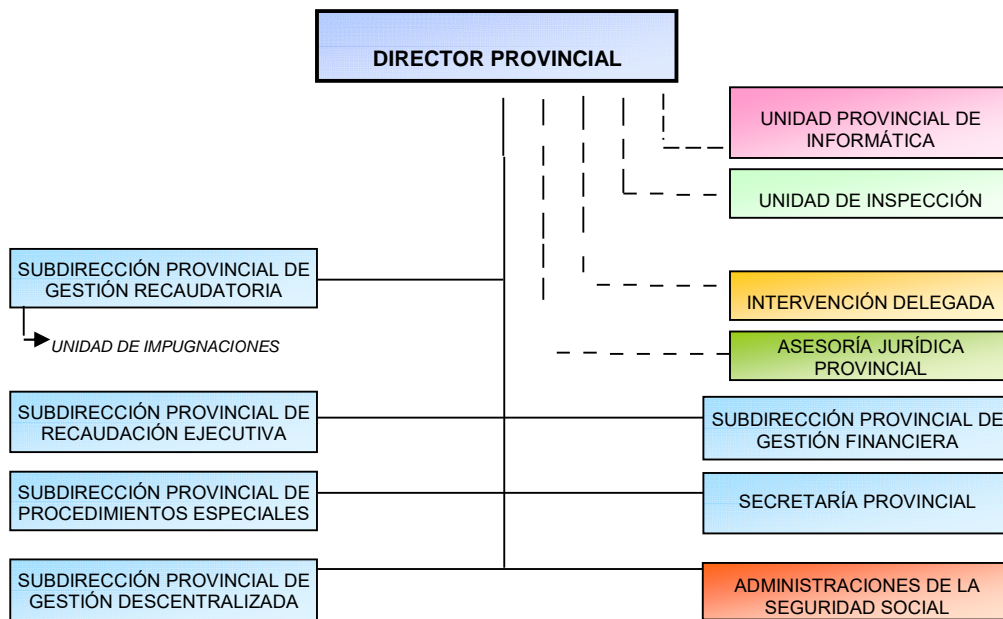 DIRECTOR PROVINCIAL
UNIDAD PROVINCIAL DE
INFORMÁTICA
UNIDAD DE INSPECCIÓN
SUBDIRECCIÓN PROVINCIAL DE
GESTIÓN RECAUDATORIA
UNIDAD DE IMPUGNACIONES
INTERVENCIÓN DELEGADA
ASESORÍA JURÍDICA
PROVINCIAL
SUBDIRECCIÓN PROVINCIAL DE
RECAUDACIÓN EJECUTIVA
SUBDIRECCIÓN PROVINCIAL DE
GESTIÓN FINANCIERA
SUBDIRECCIÓN PROVINCIAL DE
PROCEDIMIENTOS ESPECIALES
SECRETARÍA PROVINCIAL
SUBDIRECCIÓN PROVINCIAL DE
GESTIÓN DESCENTRALIZADA
ADMINISTRACIONES DE LA
SEGURIDAD SOCIAL